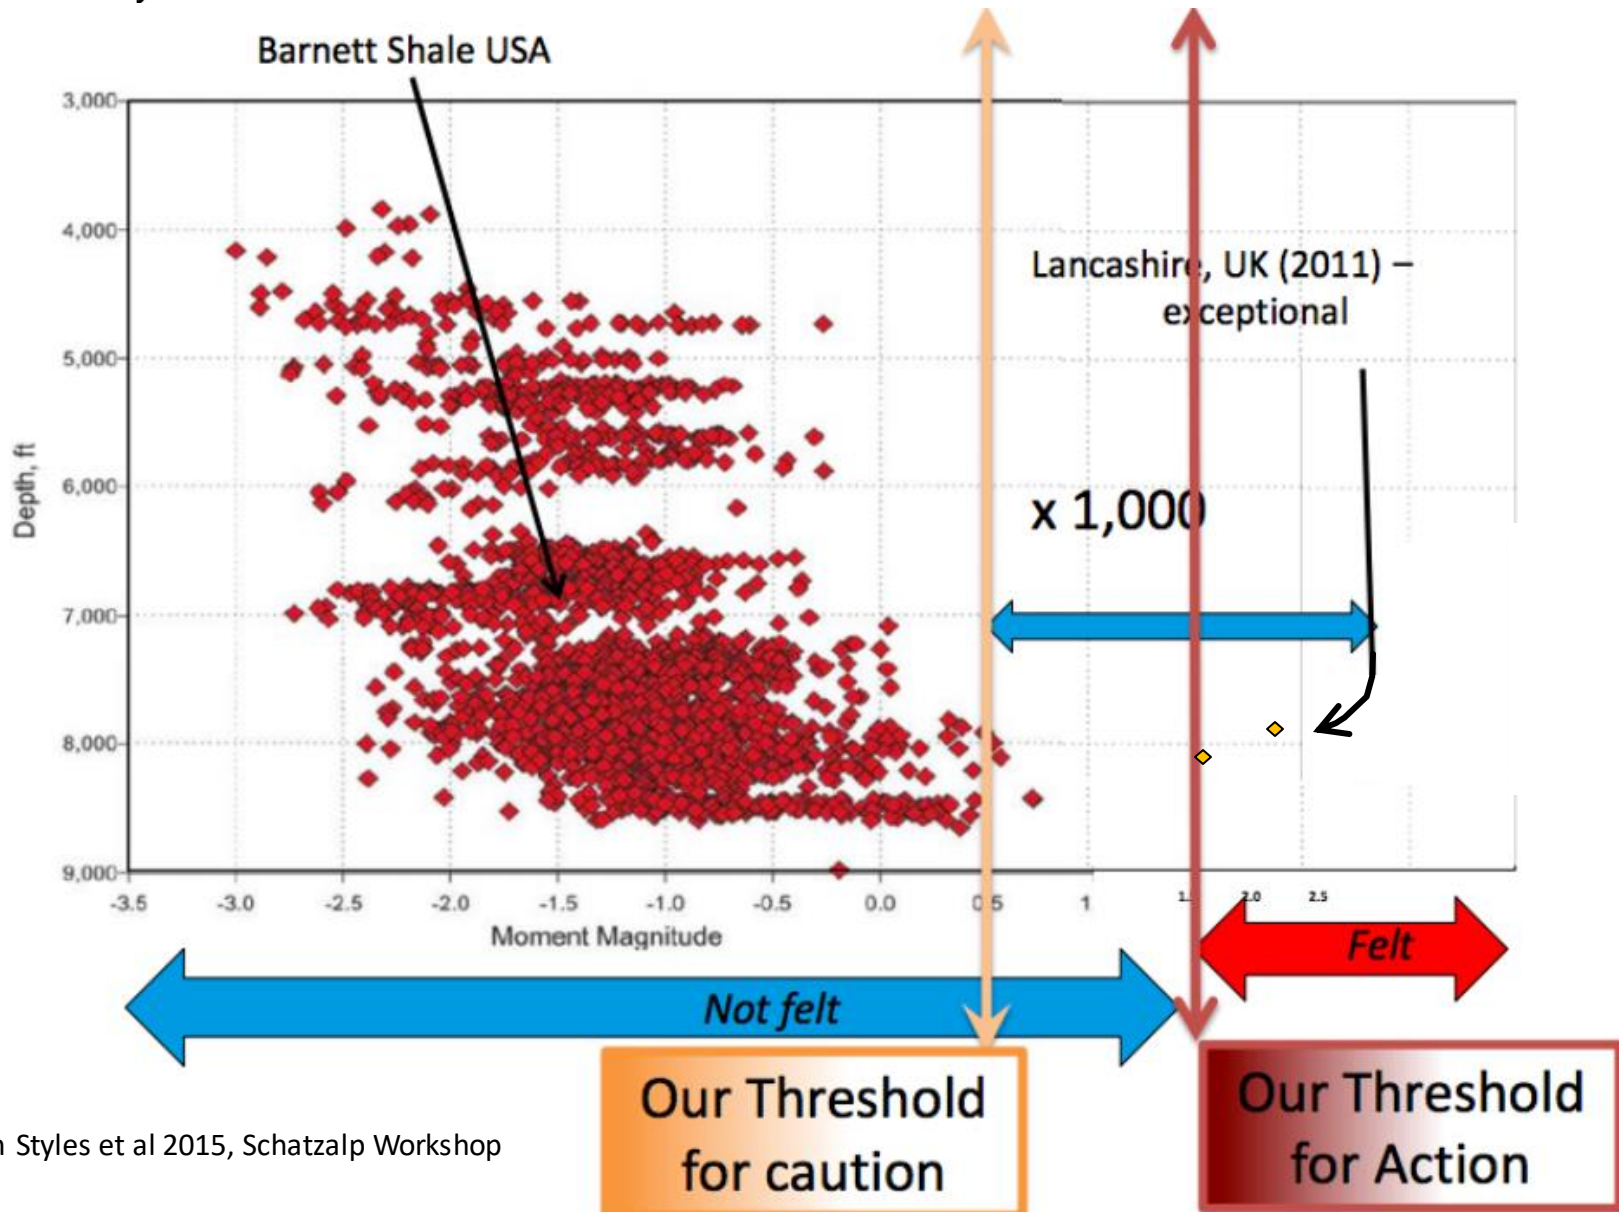 Barnett Shale USA
3,000
4,000
Lancashire, UK (2011) –
exceptional
5,000
Depth, ft
6,000
x 1,000
7,000
8,000
9,000
-3.5 -3.0 -2.5 -2.0 -1.5 -1.0 -0.5 0.0 0.5 1 1. 2.0 2.5
Moment Magnitude
Felt
Not felt
Our Threshold
for caution
Our Threshold
for Action
Styles et al 2015, Schatzalp Workshop